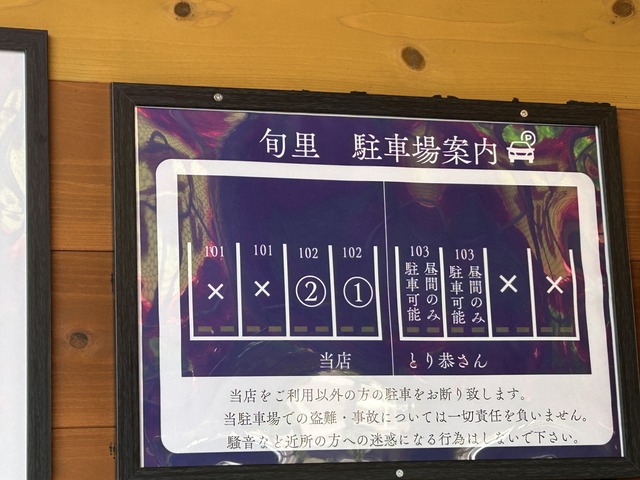 旬里　駐車場案内 P
101 101 102 102 103 103
× × ② ① 昼間のみ駐車可能 昼間のみ駐車可能 × ×
当店 とり恭さん
当店をご利用以外の方の駐車をお断り致します。
当駐車場での盗難・事故については一切責任を負いません。
騒音など近所の方への迷惑になる行為はしないで下さい。